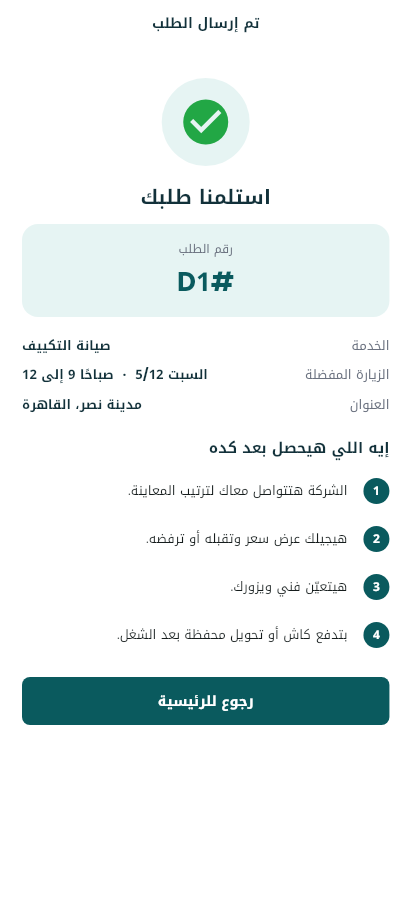 تم إرسال الطلب
استلمنا طلبك
رقم الطلب
#D1
الخدمة صيانة التكييف
الزيارة المفضلة السبت 5/12 · صباحًا 9 إلى 12
العنوان مدينة نصر، القاهرة
إيه اللي هيحصل بعد كده
1 الشركة هتتواصل معاك لترتيب المعاينة.
2 هيجيلك عرض سعر وتقبله أو ترفضه.
3 هيتعيّن فني ويزورك.
4 بتدفع كاش أو تحويل محفظة بعد الشغل.
رجوع للرئيسية